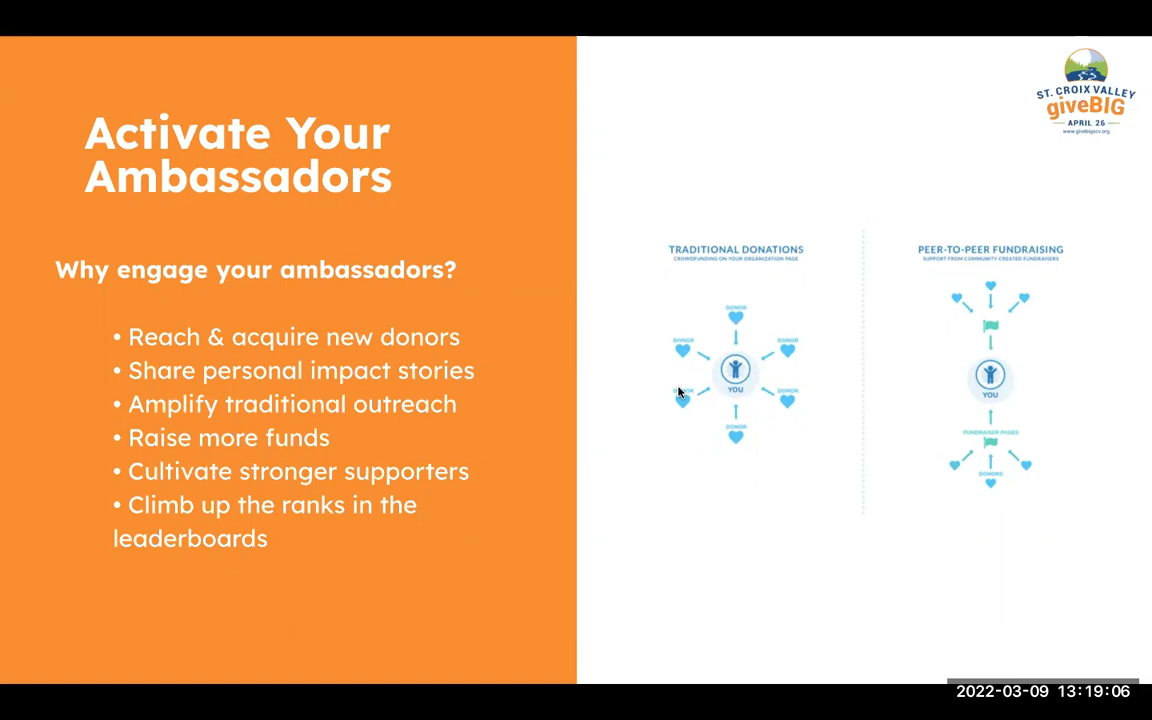 Activate Your
Ambassadors
Why engage your ambassadors?
• Reach & acquire new donors
• Share personal impact stories
• Amplify traditional outreach
• Raise more funds
• Cultivate stronger supporters
• Climb up the ranks in the
leaderboards
ST. CROIX VALLEY
giveBIG
APRIL 26
www.givebigscv.org
TRADITIONAL DONATIONS
CROWDFUNDING ON YOUR ORGANIZATION PAGE
DONOR
DONOR
DONOR
YOU
DONOR
DONOR
PEER-TO-PEER FUNDRAISING
SUPPORT FROM COMMUNITY-CREATED FUNDRAISERS
YOU
FUNDRAISER PAGES
DONORS
2022-03-09 13:19:06